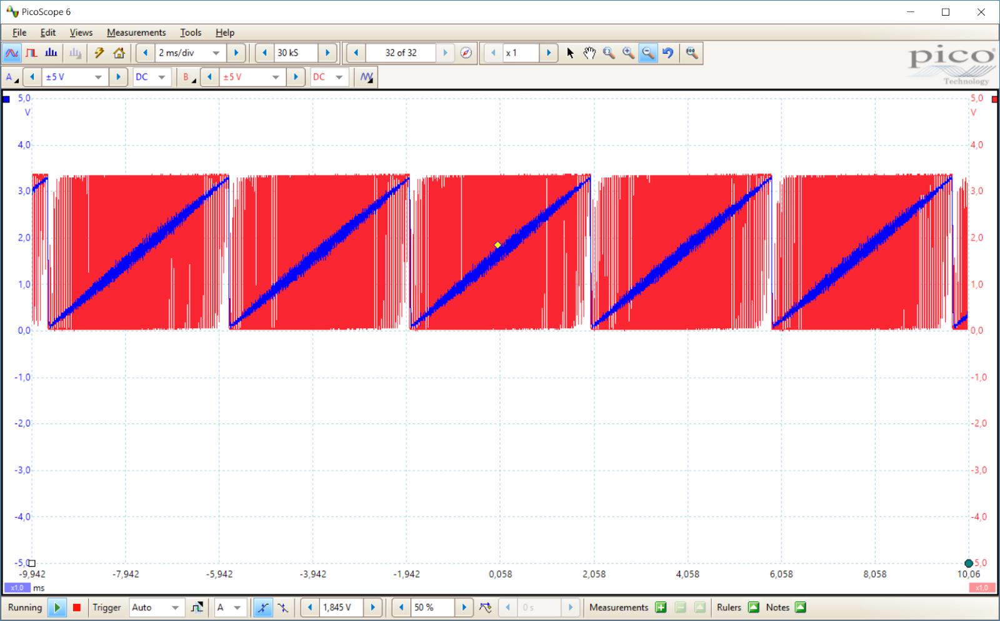 PicoScope 6
File Edit Views Measurements Tools Help
2 ms/div 30 kS 32 of 32 x 1
pico
Technology
A ±5 V DC B ±5 V DC
5,0 5,0
V V
4,0 4,0
3,0 3,0
2,0 2,0
1,0 1,0
0,0 0,0
-1,0 -1,0
-2,0 -2,0
-3,0 -3,0
-4,0 -4,0
-5,0 5,0
-9,942 -7,942 -5,942 -3,942 -1,942 0,058 2,058 4,058 6,058 8,058 10,06
x1,0 ms x1,0
Running Trigger Auto A 1,845 V 50 % 0 s Measurements Rulers Notes